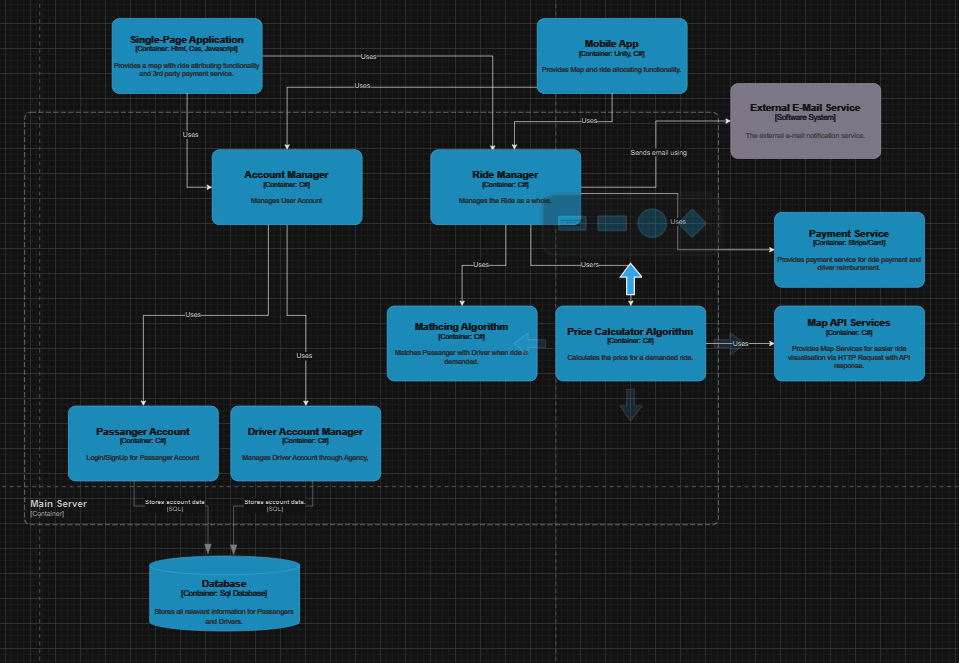 Single-Page Application
[Container: Html, Css, Javascript]
Provides a map with ride attributing functionality
and 3rd party payment service.
Mobile App
[Container: Unity, C#]
Provides Map and ride allocating functionality.
Uses
Uses
Uses
Uses
External E-Mail Service
[Software System]
The external e-mail notification service.
Sends email using
Account Manager
[Container: C#]
Manages User Account
Ride Manager
[Container: C#]
Manages the Ride as a whole.
Uses
Payment Service
[Container: Stripe/Card]
Provides payment service for ride payment and
driver reimbursment.
Uses
Users
Uses
Uses
Mathcing Algorithm
[Container: C#]
Matches Passenger with Driver when ride is
demanded.
Price Calculator Algorithm
[Container: C#]
Calculates the price for a demanded ride.
Uses
Map API Services
[Container: C#]
Provides Map Services for easier ride
visualisation via HTTP Request with API
response.
Passanger Account
[Container: C#]
Login/SignUp for Passenger Account
Driver Account Manager
[Container: C#]
Manages Driver Account through Agency,
Main Server
[Container]
Stores account data
[SQL]
Stores account data
[SQL]
Database
[Container: Sql Database]
Stores all relevant information for Passangers
and Drivers.